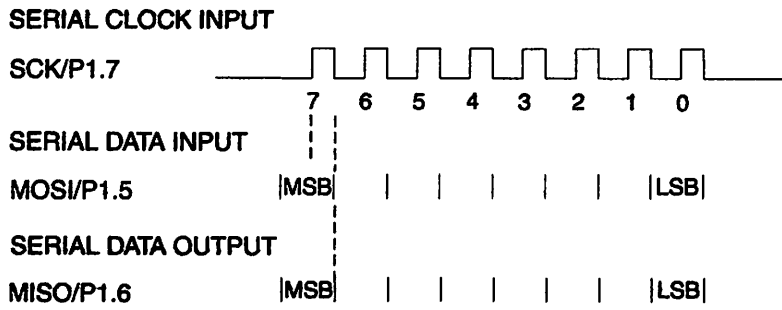 SERIAL CLOCK INPUT
SCK/P1.7
7 6 5 4 3 2 1 0
SERIAL DATA INPUT
MOSI/P1.5 |MSB| | | | | | |LSB|
SERIAL DATA OUTPUT
MISO/P1.6 |MSB| | | | | | |LSB|